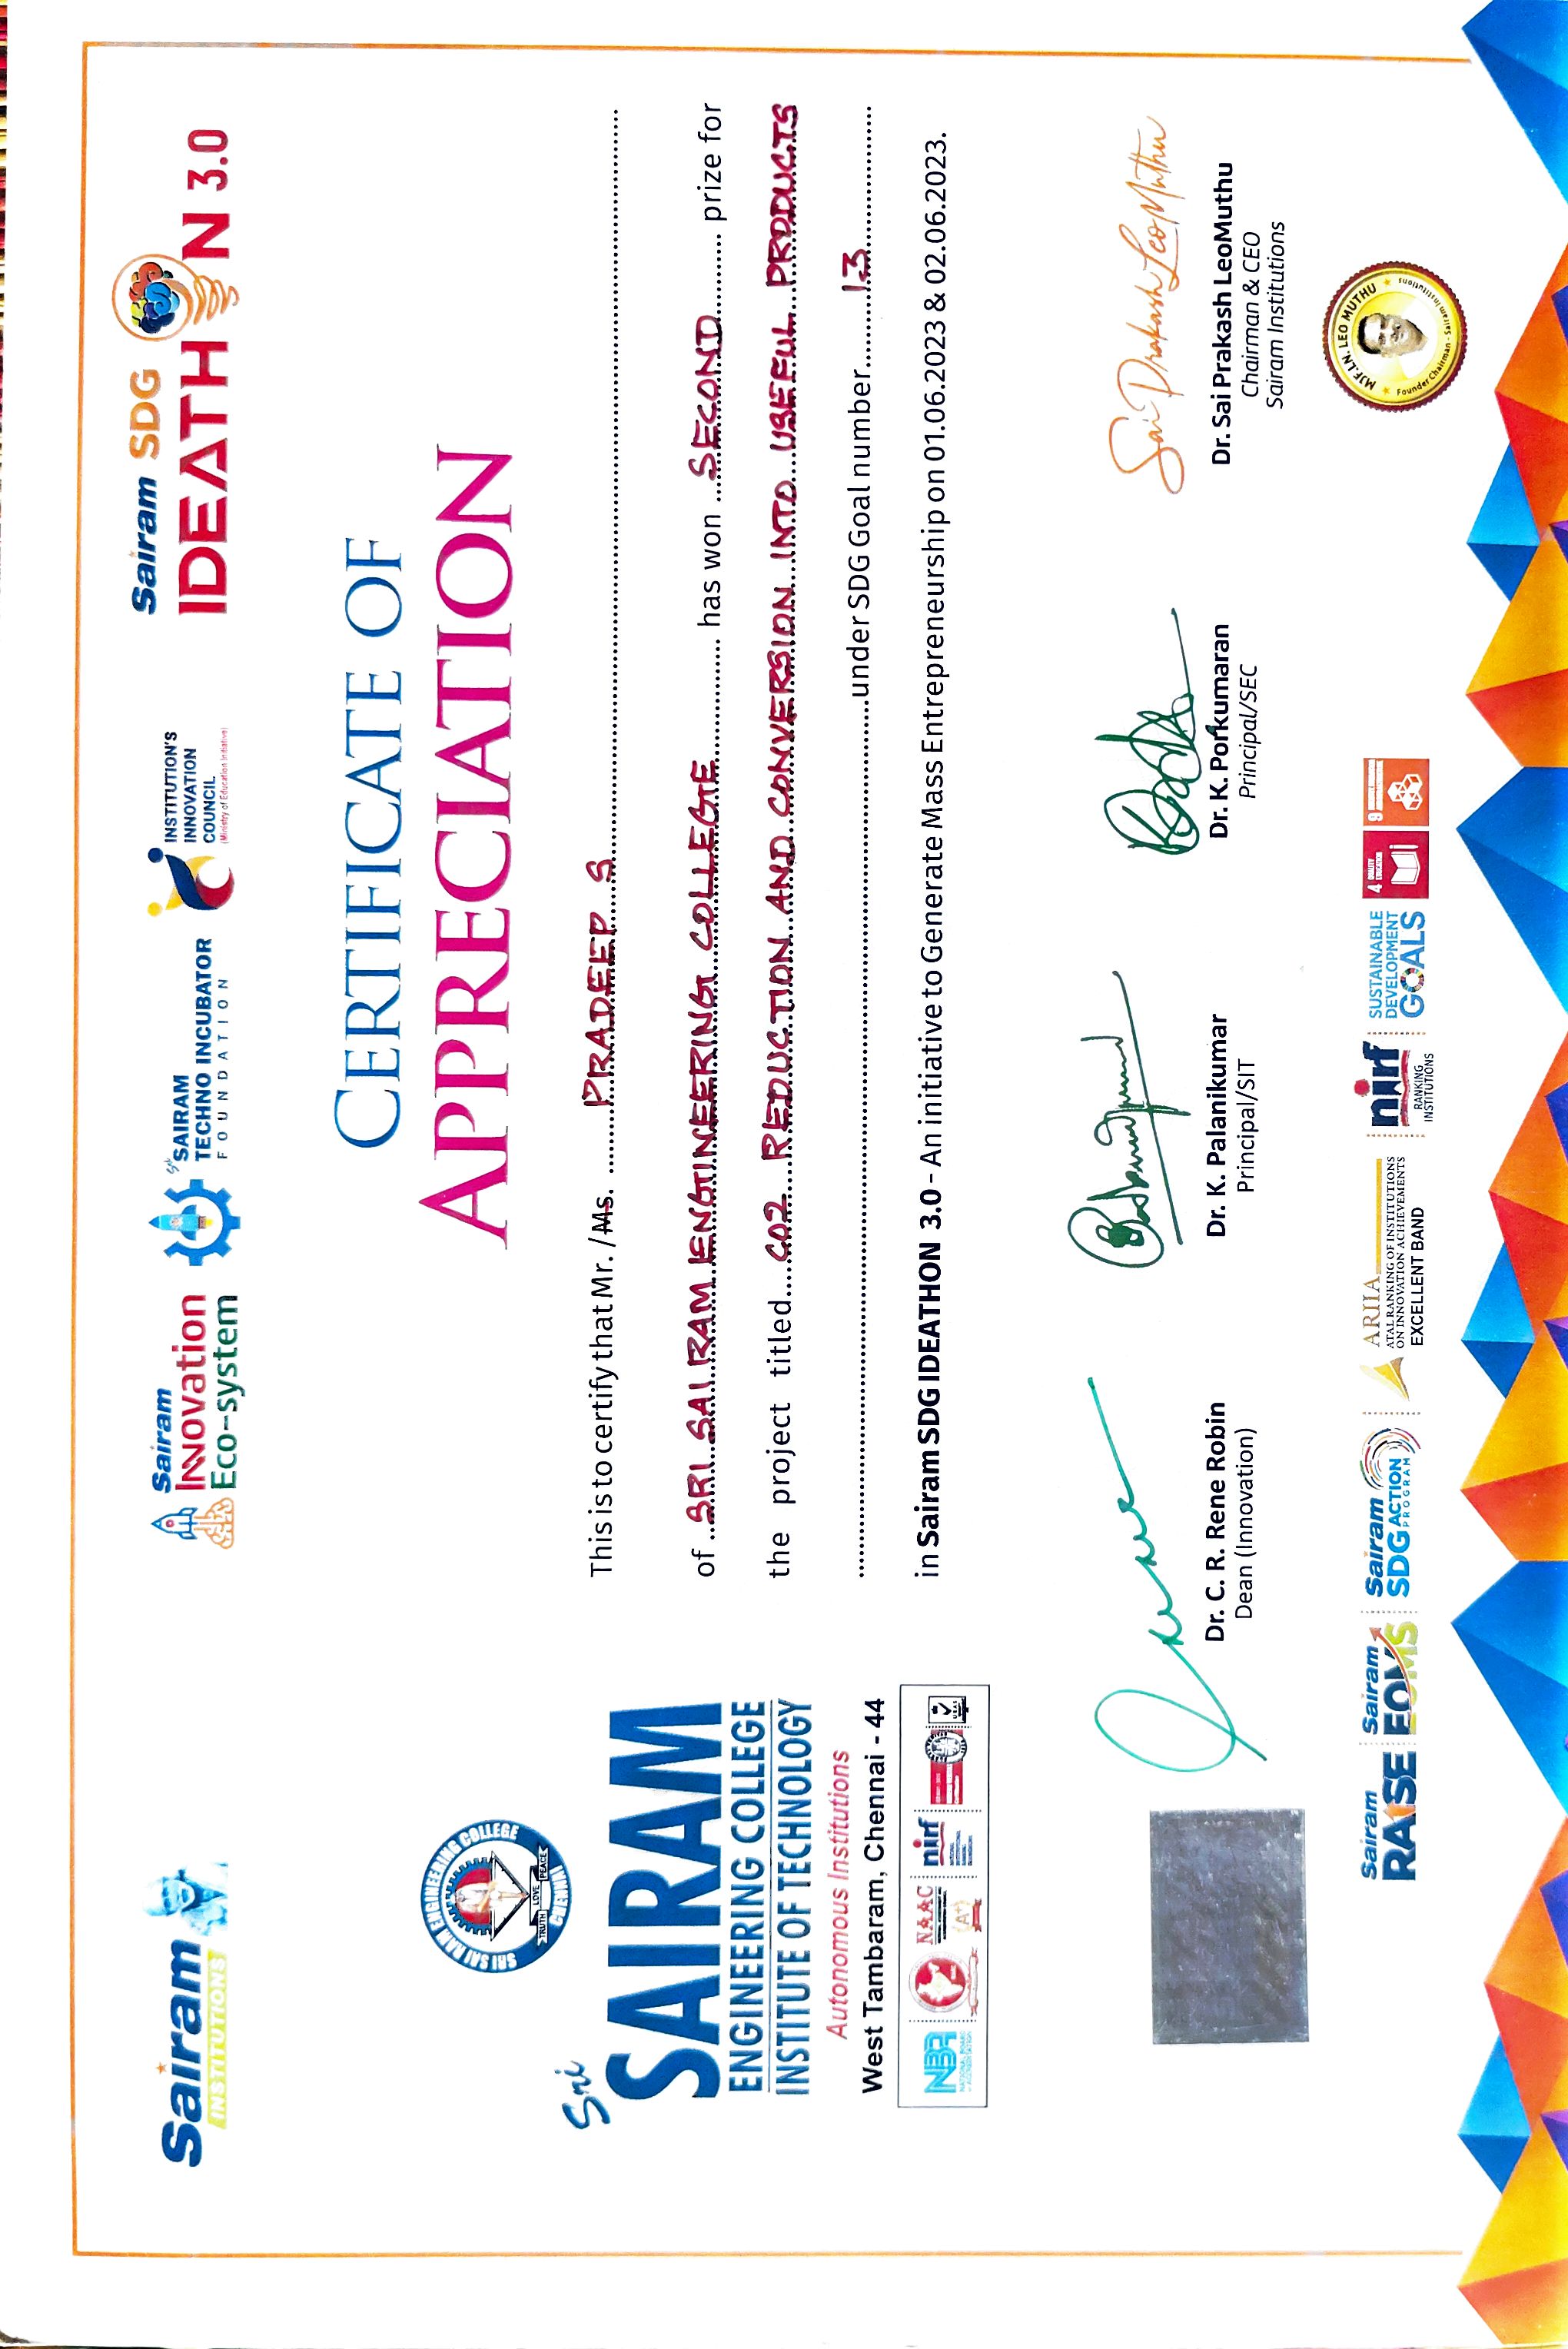 Sairam
INSTITUTIONS
Sairam
Innovation
Eco-system
Sri
SAIRAM
TECHNO INCUBATOR
FOUNDATION
INSTITUTION'S
INNOVATION
COUNCIL
(Ministry of Education Initiative)
Sairam SDG
IDEATHON 3.0
CERTIFICATE OF
APPRECIATION
SRI SAI RAM ENGINEERING COLLEGE
TRUTH LOVE PEACE
CHENNAI
Sri
SAIRAM
ENGINEERING COLLEGE
INSTITUTE OF TECHNOLOGY
Autonomous Institutions
West Tambaram, Chennai - 44
NBA
NATIONAL BOARD
of ACCREDITATION
NAAC
A+
nirf
This is to certify that Mr. /Ms. PRADEEP S
of SRI SAI RAM ENGINEERING COLLEGE has won SECOND prize for
the project titled CO2 REDUCTION AND CONVERSION INTO USEFUL PRODUCTS
under SDG Goal number 13
in Sairam SDG IDEATHON 3.0 - An initiative to Generate Mass Entrepreneurship on 01.06.2023 & 02.06.2023.
Sai Prakash LeoMuthu
Dr. C. R. Rene Robin
Dean (Innovation)
Dr. K. Palanikumar
Principal/SIT
Dr. K. Porkumaran
Principal/SEC
Dr. Sai Prakash LeoMuthu
Chairman & CEO
Sairam Institutions
Sairam
RAISE
Sairam
EOMS
Sairam
SDG ACTION
PROGRAM
ARIIA
ATAL RANKING OF INSTITUTIONS
ON INNOVATION ACHIEVEMENTS
EXCELLENT BAND
nirf
RANKING
INSTITUTIONS
SUSTAINABLE
DEVELOPMENT
GOALS
4 QUALITY
EDUCATION
9
MJF.LN. LEO MUTHU
Founder Chairman - Sairam Institutions